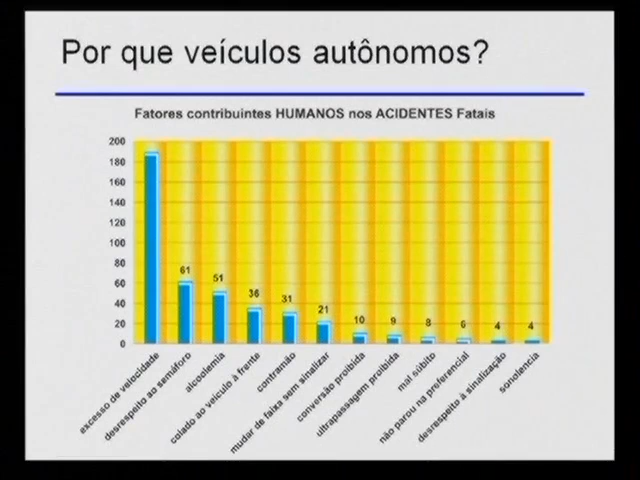 Por que veículos autônomos?
Fatores contribuintes HUMANOS nos ACIDENTES Fatais
200
180
160
140
120
100
80
60
40
20
0
61
51
36
31
21
10
9
8
6
4
4
excesso de velocidade
desrespeito ao semáforo
alcoolemia
colado ao veículo à frente
contramão
mudar de faixa sem sinalizar
conversão proibida
ultrapassagem proibida
mal súbito
não parou na preferencial
desrespeito à sinalização
sonolencia